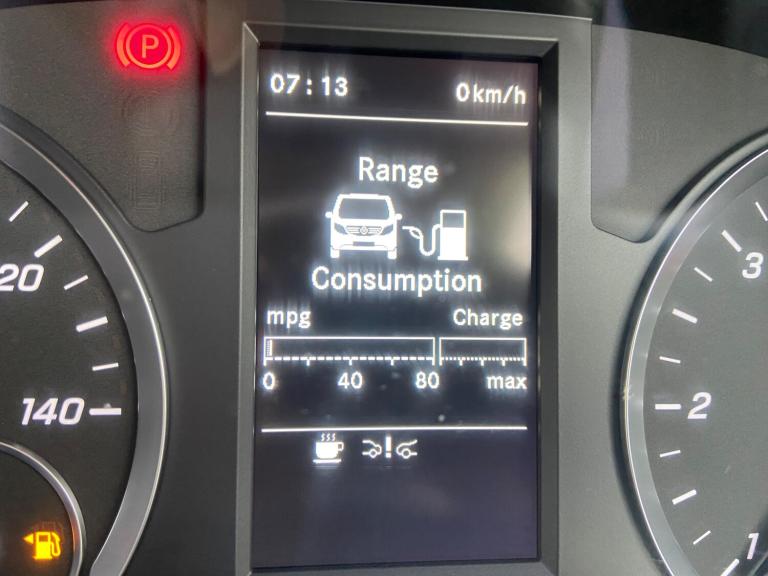 P
07:13
0km/h
Range
Consumption
mpg
Charge
0 40 80 max
20
140
3
2
1